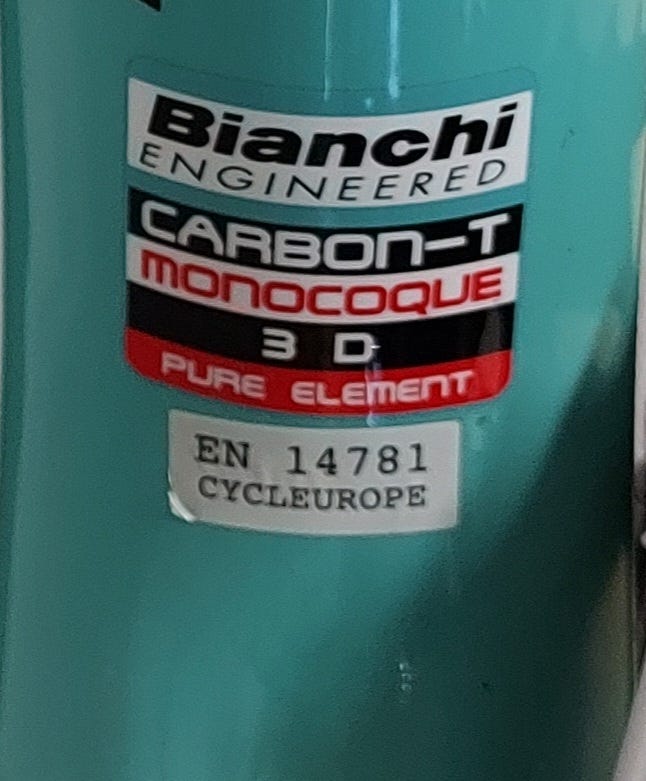 Bianchi
ENGINEERED
CARBON-T
MONOCOQUE
3 D
PURE ELEMENT
EN 14781
CYCLEUROPE